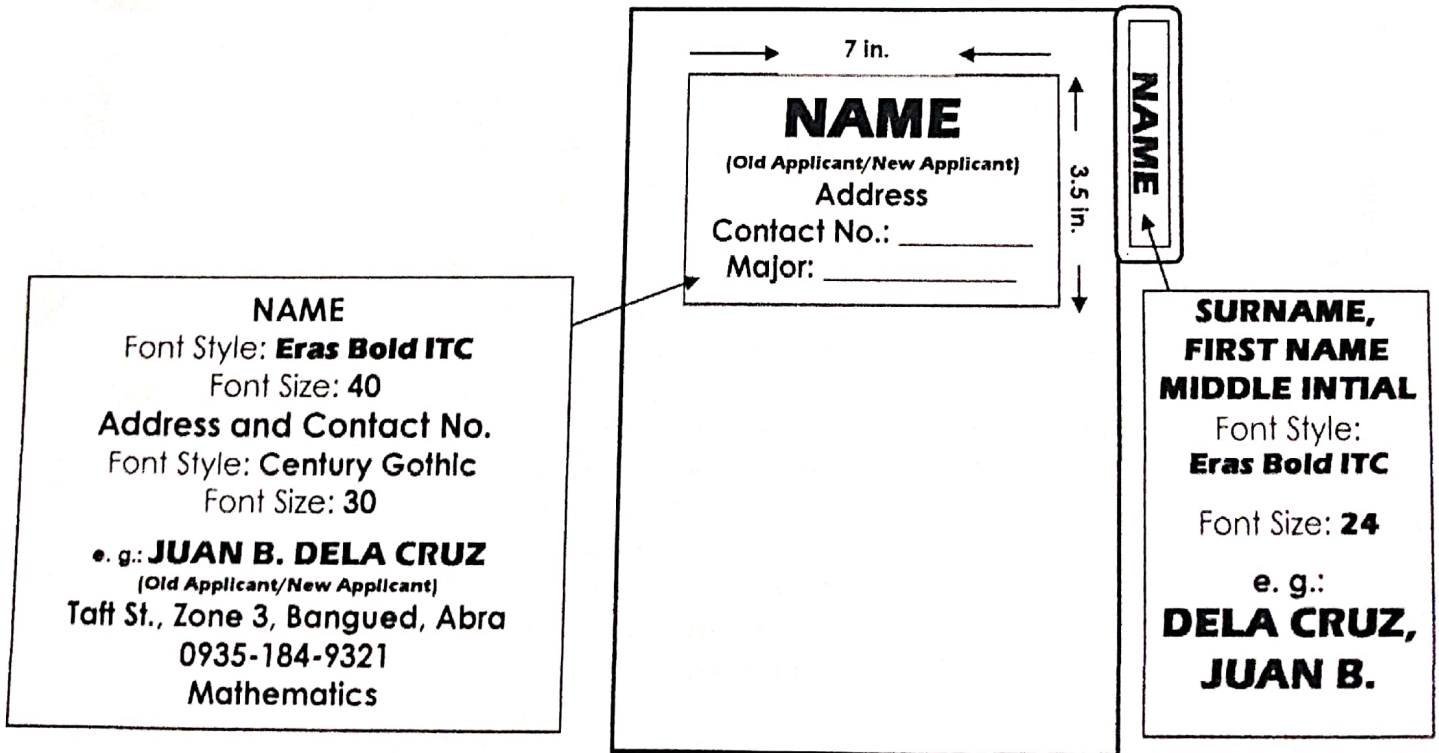 7 in.
NAME
(Old Applicant/New Applicant)
Address
Contact No.: ____________
Major: ____________
3.5 in.
NAME
NAME
Font Style: Eras Bold ITC
Font Size: 40
Address and Contact No.
Font Style: Century Gothic
Font Size: 30
e. g.: JUAN B. DELA CRUZ
(Old Applicant/New Applicant)
Taft St., Zone 3, Bangued, Abra
0935-184-9321
Mathematics
SURNAME,
FIRST NAME
MIDDLE INTIAL
Font Style:
Eras Bold ITC
Font Size: 24
e. g.:
DELA CRUZ,
JUAN B.